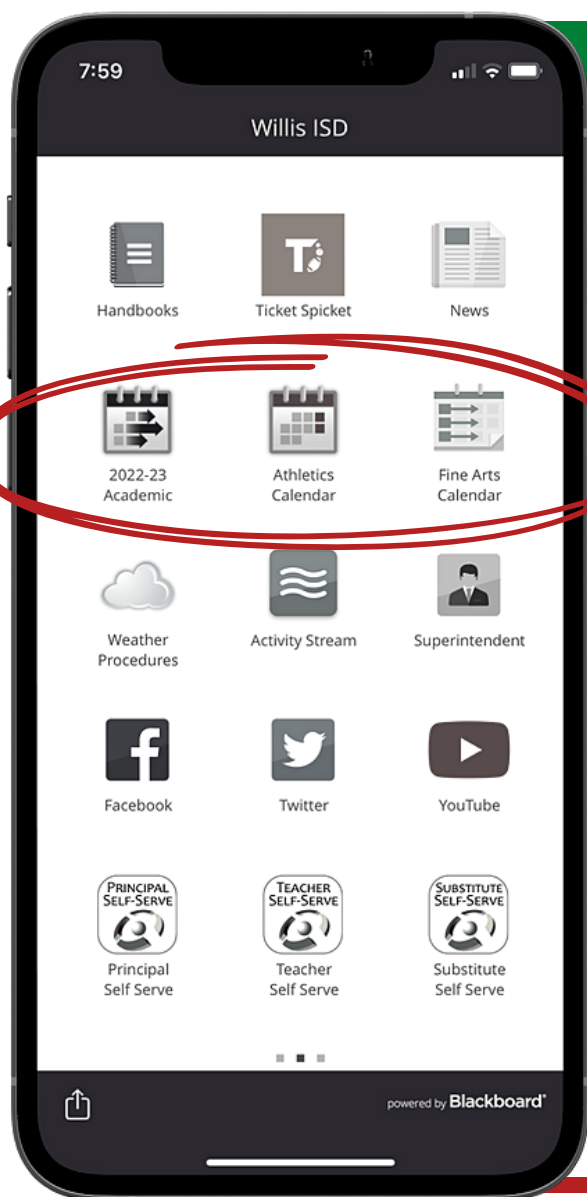 7:59
Willis ISD
Handbooks
Ticket Spicket
News
2022-23
Academic
Athletics
Calendar
Fine Arts
Calendar
Weather
Procedures
Activity Stream
Superintendent
Facebook
Twitter
YouTube
PRINCIPAL
SELF-SERVE
TEACHER
SELF-SERVE
SUBSTITUTE
SELF-SERVE
Principal
Self Serve
Teacher
Self Serve
Substitute
Self Serve
powered by Blackboard